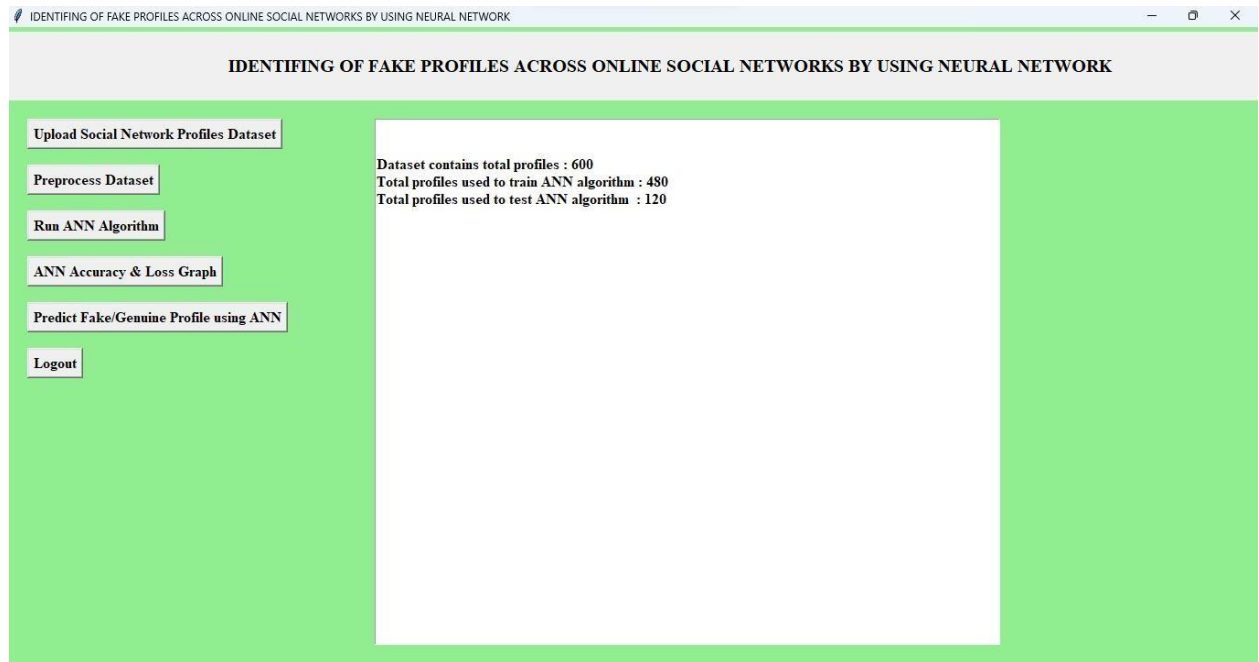 IDENTIFING OF FAKE PROFILES ACROSS ONLINE SOCIAL NETWORKS BY USING NEURAL NETWORK
IDENTIFING OF FAKE PROFILES ACROSS ONLINE SOCIAL NETWORKS BY USING NEURAL NETWORK
Upload Social Network Profiles Dataset
Preprocess Dataset
Run ANN Algorithm
ANN Accuracy & Loss Graph
Predict Fake/Genuine Profile using ANN
Logout
Dataset contains total profiles : 600
Total profiles used to train ANN algorithm : 480
Total profiles used to test ANN algorithm  : 120